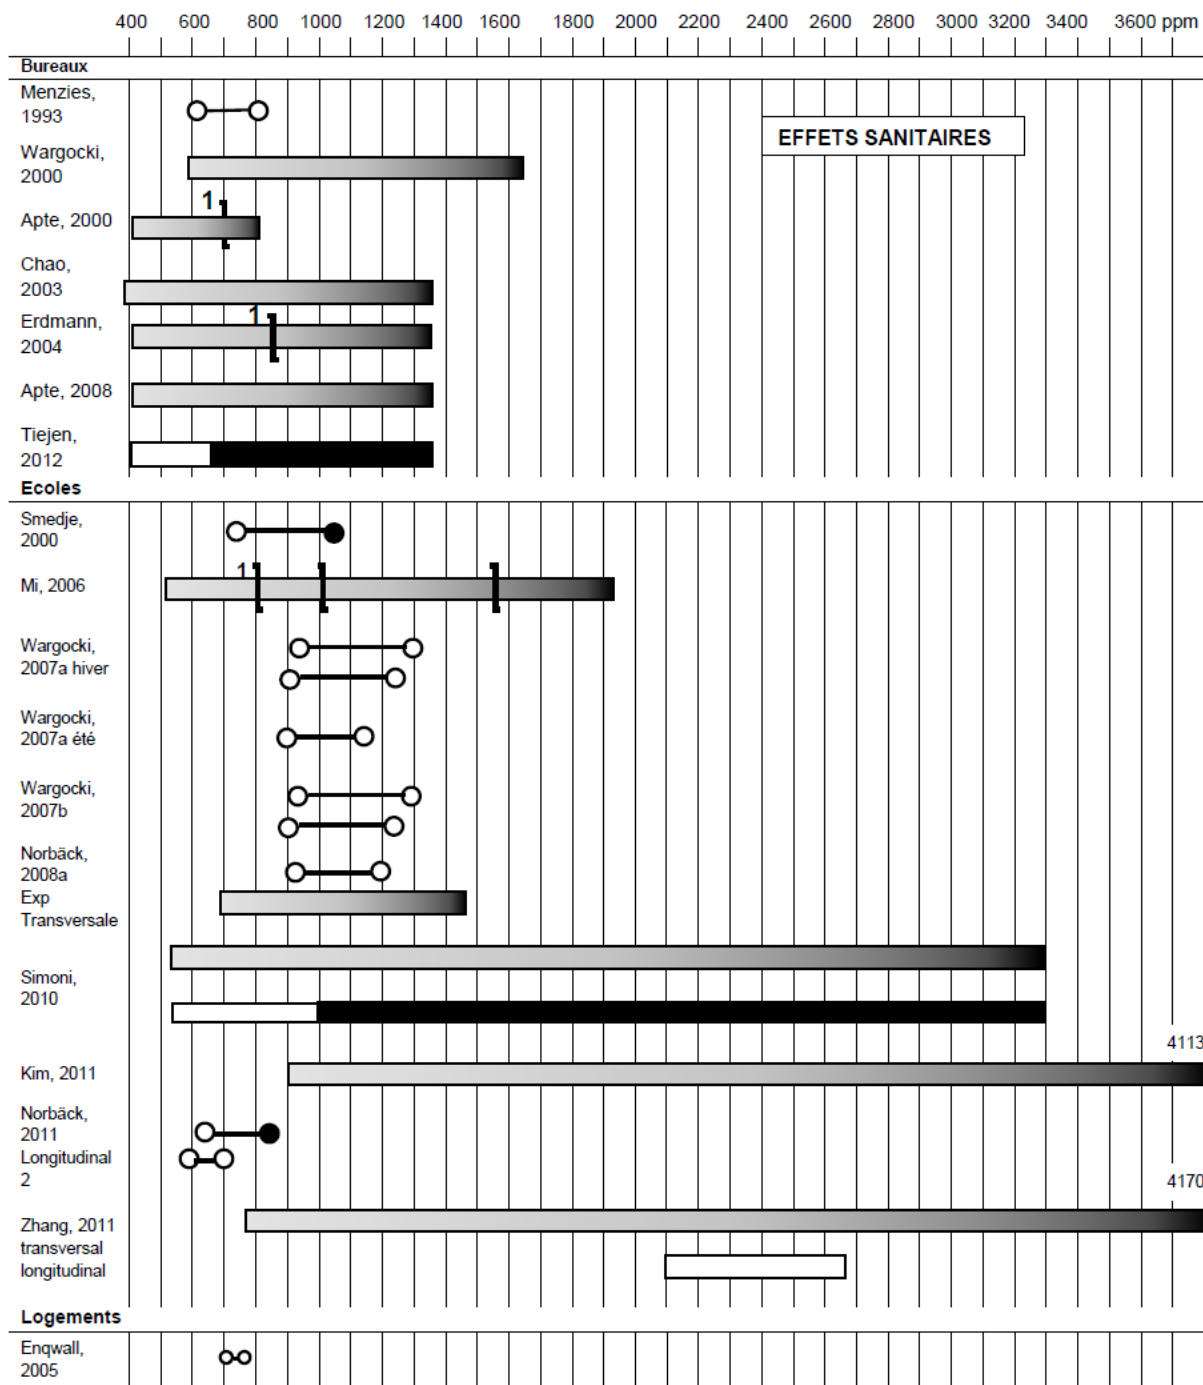 400 600 800 1000 1200 1400 1600 1800 2000 2200 2400 2600 2800 3000 3200 3400 3600 ppm
Bureaux
Menzies,
1993
EFFETS SANITAIRES
Wargocki,
2000
1
Apte, 2000
Chao,
2003
Erdmann,
2004
1
Apte, 2008
Tiejen,
2012
Ecoles
Smedje,
2000
1
Mi, 2006
Wargocki,
2007a hiver
Wargocki,
2007a été
Wargocki,
2007b
Norbäck,
2008a
Exp
Transversale
Simoni,
2010
4113
Kim, 2011
Norbäck,
2011
Longitudinal
2
4170
Zhang, 2011
transversal
longitudinal
Logements
Enqwall,
2005